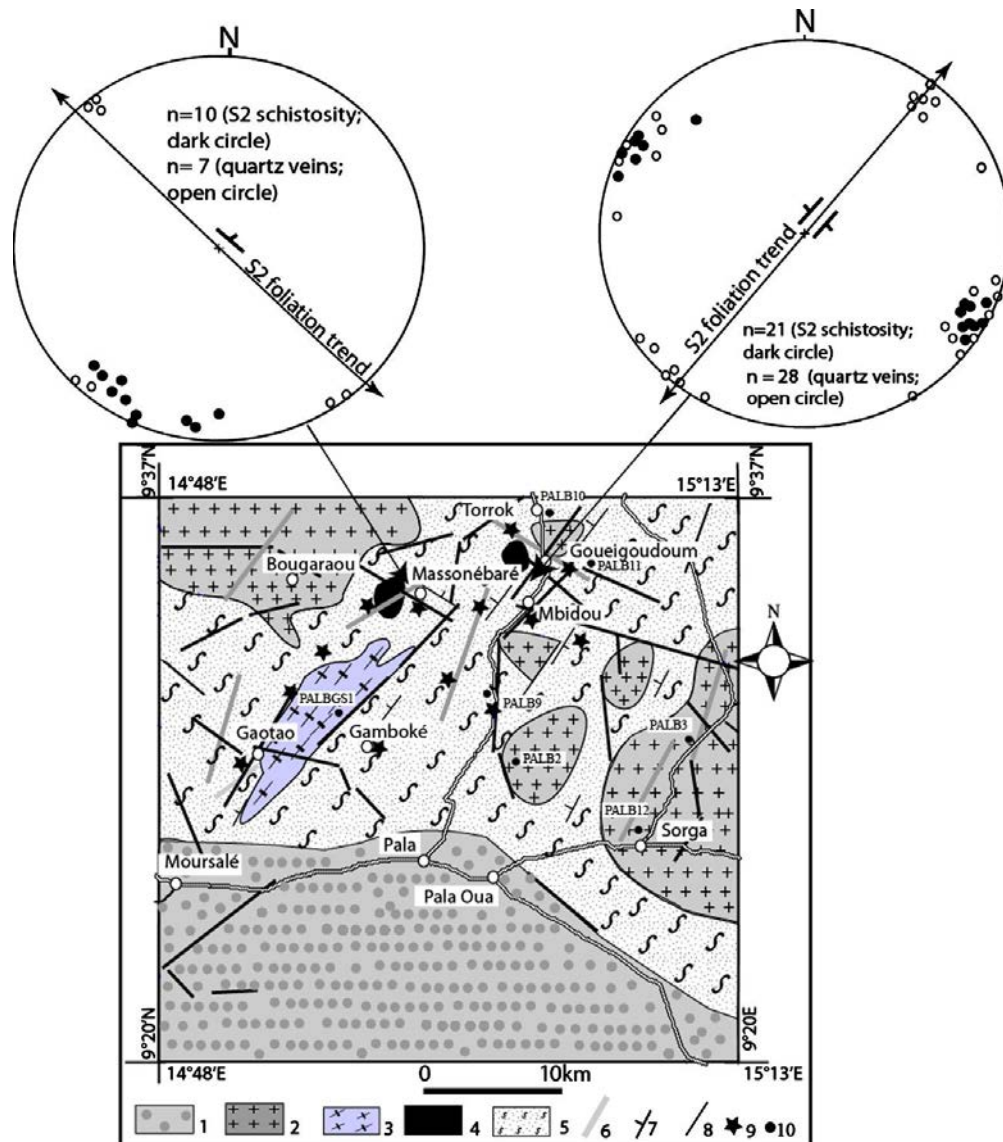 N
n=10 (S2 schistosity;
dark circle)
n= 7 (quartz veins;
open circle)
S2 foliation trend
N
S2 foliation trend
n=21 (S2 schistosity;
dark circle)
n = 28 (quartz veins;
open circle)
9°37'N
14°48'E
15°13'E
9°37'N
PALB10
Torrok
Goueigoudoum
PALB11
Bougaraou
Massonébaré
Mbidou
N
PALBGS1
PALB9
Gaotao
Gamboké
PALB3
PALB2
PALB12
Sorga
Pala
Moursalé
Pala Oua
9°20'N
9°20E
14°48'E
0
10km
15°13'E
1
2
3
4
5
6
7
8
9
10